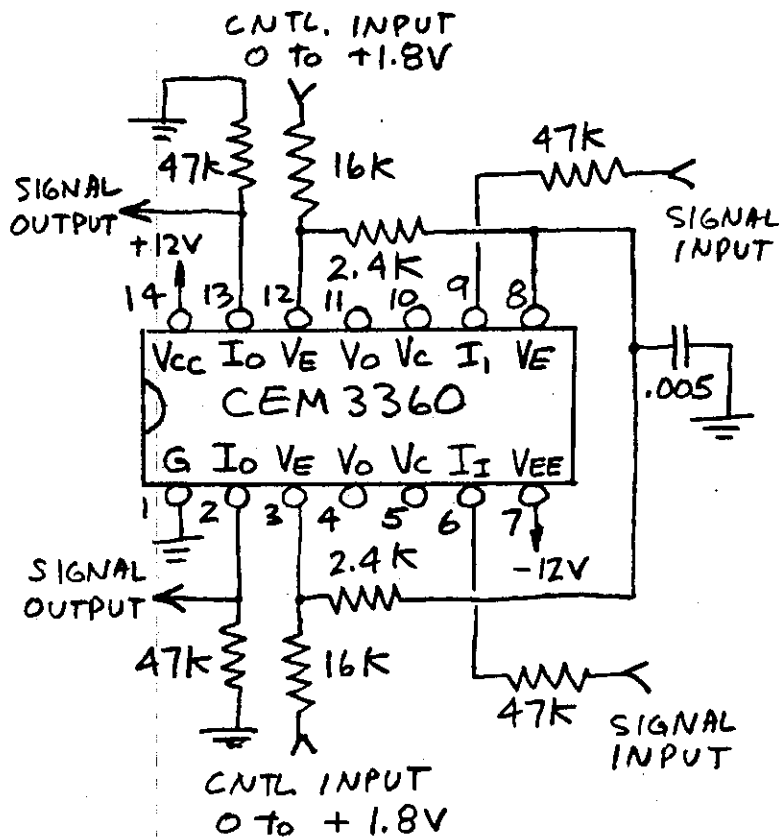 CNTL. INPUT
0 TO +1.8V
47K
16K
47K
SIGNAL
OUTPUT
SIGNAL
INPUT
+12V
2.4K
14 13 12 11 10 9 8
VCC IO VE VO VC I1 VE
.005
CEM 3360
G IO VE VO VC II VEE
1 2 3 4 5 6 7
-12V
2.4K
SIGNAL
OUTPUT
47K
16K
47K
SIGNAL
INPUT
CNTL INPUT
0 TO + 1.8V